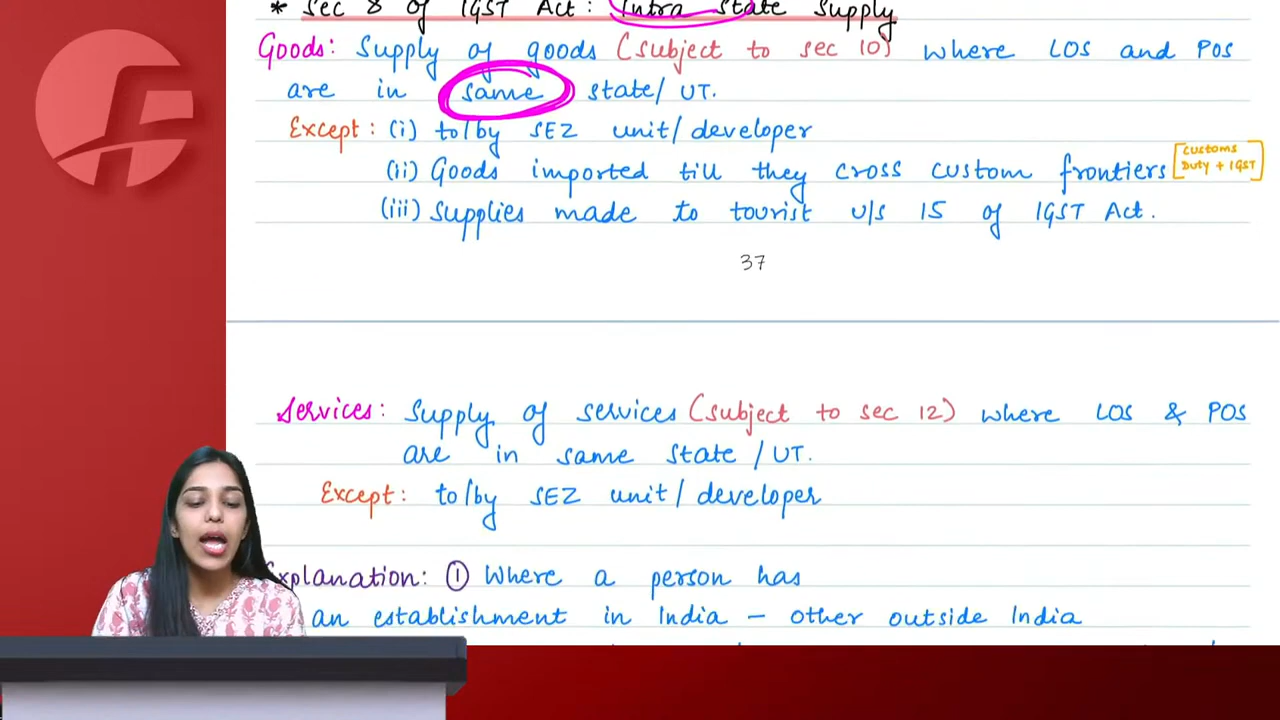 * Sec 8 of IGST Act: Intra State Supply
Goods: Supply of goods (subject to sec 10) where LOS and POS
are in same state/ UT.
Except: (i) to/by SEZ unit/developer
(ii) Goods imported till they cross custom frontiers [Customs
Duty + IGST]
(iii) Supplies made to tourist u/s 15 of IGST Act.
37
Services: Supply of services (subject to sec 12) where LOS & POS
are in same state / UT.
Except: to/by SEZ unit/developer
Explanation: ① Where a person has
an establishment in India – other outside India